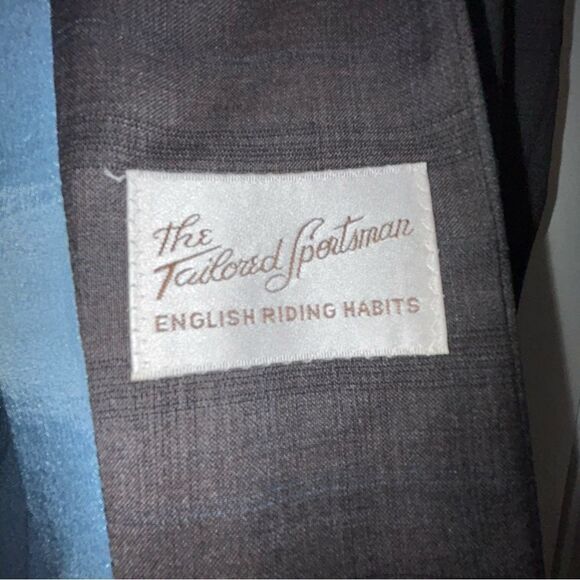 The
Tailored Sportsman
ENGLISH RIDING HABITS